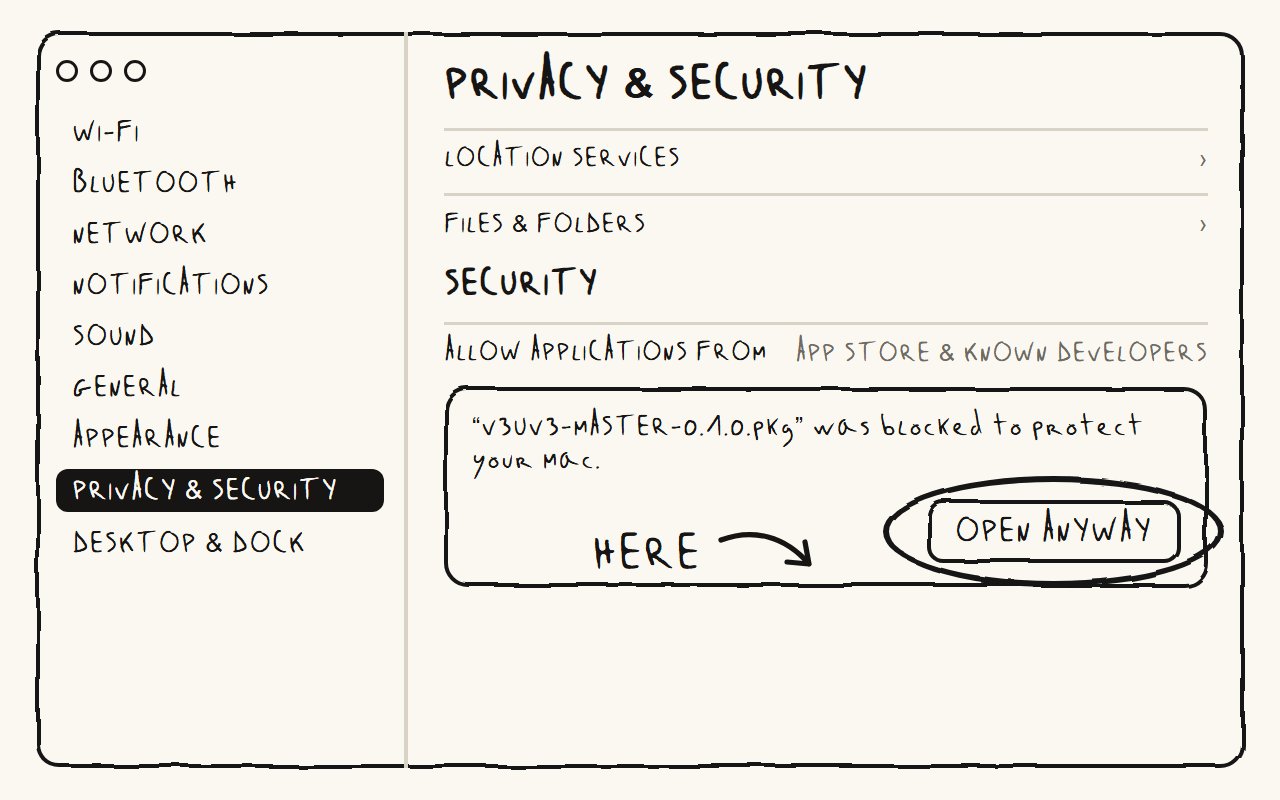 WI-FI
BLUETOOTH
NETWORK
NOTIFICATIONS
SOUND
GENERAL
APPEARANCE
PRIVACY & SECURITY
DESKTOP & DOCK
PRIVACY & SECURITY
LOCATION SERVICES ›
FILES & FOLDERS ›
SECURITY
ALLOW APPLICATIONS FROM APP STORE & KNOWN DEVELOPERS
“v3uv3-MASTER-0.1.0.pkg” was blocked to protect
your Mac.
OPEN ANYWAY
HERE